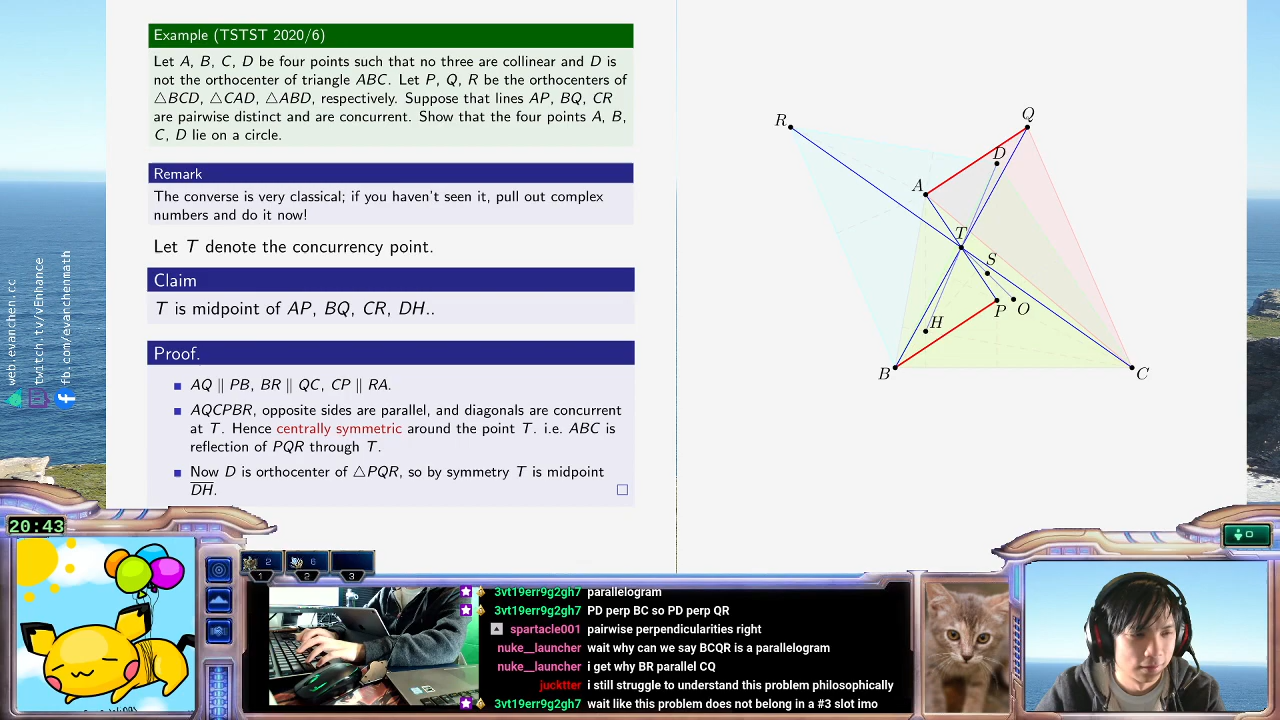 Example (TSTST 2020/6)
Let A, B, C, D be four points such that no three are collinear and D is
not the orthocenter of triangle ABC. Let P, Q, R be the orthocenters of
△BCD, △CAD, △ABD, respectively. Suppose that lines AP, BQ, CR
are pairwise distinct and are concurrent. Show that the four points A, B,
C, D lie on a circle.
Remark
The converse is very classical; if you haven't seen it, pull out complex
numbers and do it now!
Let T denote the concurrency point.
Claim
T is midpoint of AP, BQ, CR, DH..
Proof.
AQ ∥ PB, BR ∥ QC, CP ∥ RA.
AQCPBR, opposite sides are parallel, and diagonals are concurrent
at T. Hence centrally symmetric around the point T. i.e. ABC is
reflection of PQR through T.
Now D is orthocenter of △PQR, so by symmetry T is midpoint
DH.
R
Q
D
A
T
S
P
O
H
B
C
web.evanchen.cc
twitch.tv/vEnhance
fb.com/evanchenmath
20:43
2
6
1
2
3
3vt19err9g2gh7 parallelogram
3vt19err9g2gh7 PD perp BC so PD perp QR
spartacle001 pairwise perpendicularities right
nuke__launcher wait why can we say BCQR is a parallelogram
nuke__launcher i get why BR parallel CQ
jucktter i still struggle to understand this problem philosophically
3vt19err9g2gh7 wait like this problem does not belong in a #3 slot imo